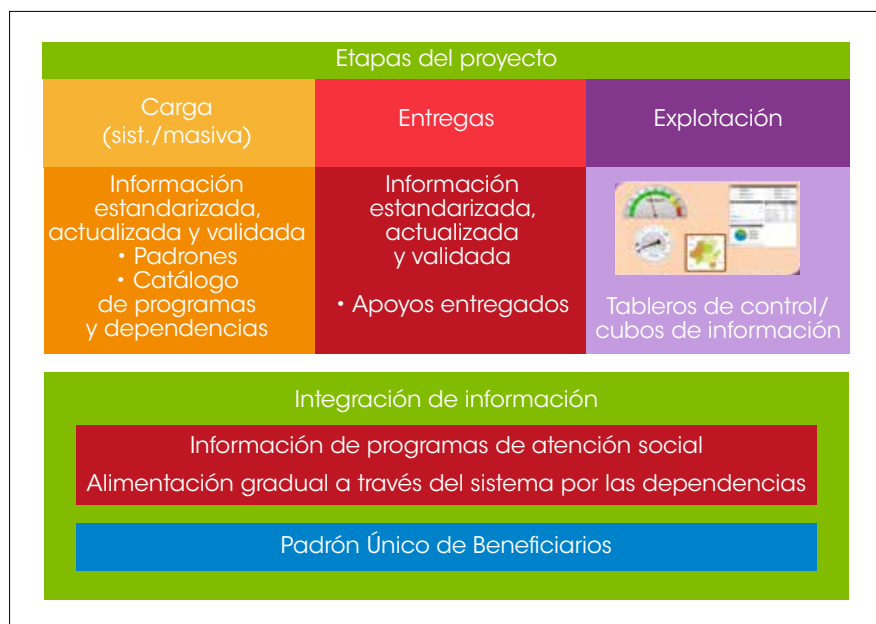 Etapas del proyecto
Carga
(sist./masiva)
Entregas
Explotación
Información
estandarizada,
actualizada y validada
• Padrones
• Catálogo
de programas
y dependencias
Información
estandarizada,
actualizada
y validada
• Apoyos entregados
Tableros de control/
cubos de información
Integración de información
Información de programas de atención social
Alimentación gradual a través del sistema por las dependencias
Padrón Único de Beneficiarios